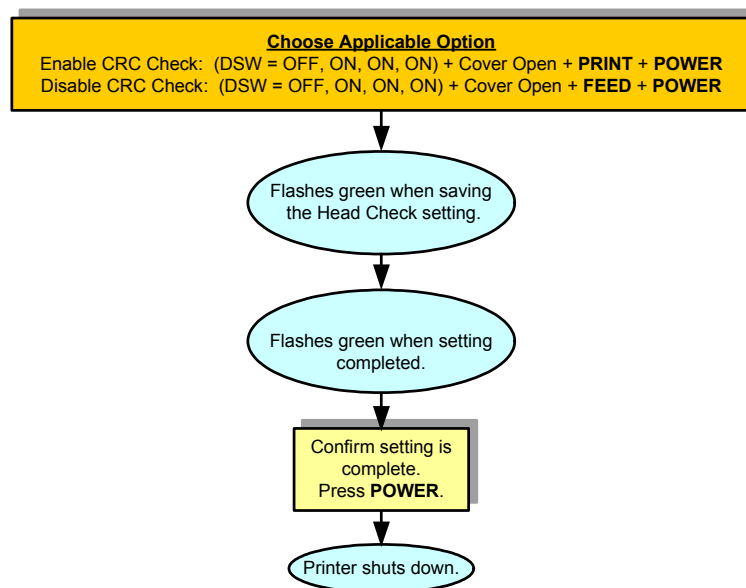 Choose Applicable Option
Enable CRC Check: (DSW = OFF, ON, ON, ON) + Cover Open + PRINT + POWER
Disable CRC Check: (DSW = OFF, ON, ON, ON) + Cover Open + FEED + POWER
Flashes green when saving
the Head Check setting.
Flashes green when setting
completed.
Confirm setting is
complete.
Press POWER.
Printer shuts down.